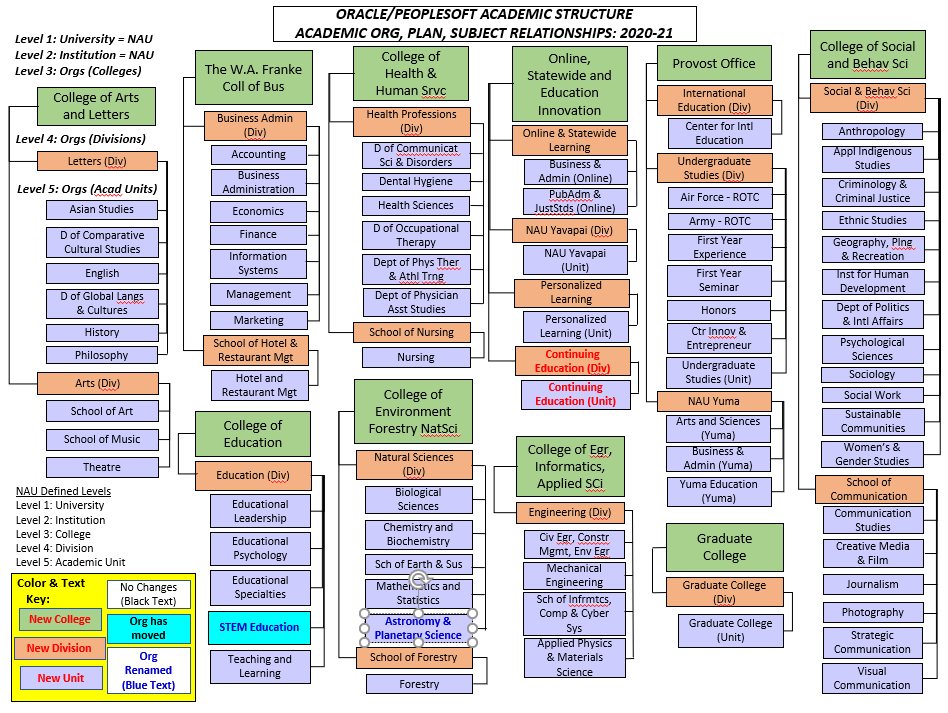 ORACLE/PEOPLESOFT ACADEMIC STRUCTURE
ACADEMIC ORG, PLAN, SUBJECT RELATIONSHIPS: 2020-21
Level 1: University = NAU
Level 2: Institution = NAU
Level 3: Orgs (Colleges)
College of Arts
and Letters
Level 4: Orgs (Divisions)
Letters (Div)
Level 5: Orgs (Acad Units)
Asian Studies
D of Comparative
Cultural Studies
English
D of Global Langs
& Cultures
History
Philosophy
Arts (Div)
School of Art
School of Music
Theatre
NAU Defined Levels
Level 1: University
Level 2: Institution
Level 3: College
Level 4: Division
Level 5: Academic Unit
Color & Text
Key:
New College
New Division
New Unit
No Changes
(Black Text)
Org has
moved
Org
Renamed
(Blue Text)
The W.A. Franke
Coll of Bus
Business Admin
(Div)
Accounting
Business
Administration
Economics
Finance
Information
Systems
Management
Marketing
School of Hotel &
Restaurant Mgt
Hotel and
Restaurant Mgt
College of
Education
Education (Div)
Educational
Leadership
Educational
Psychology
Educational
Specialties
STEM Education
Teaching and
Learning
College of
Health &
Human Srvc
Health Professions
(Div)
D of Communicat
Sci & Disorders
Dental Hygiene
Health Sciences
D of Occupational
Therapy
Dept of Phys Ther
& Athl Trng
Dept of Physician
Asst Studies
School of Nursing
Nursing
College of
Environment
Forestry NatSci
Natural Sciences
(Div)
Biological
Sciences
Chemistry and
Biochemistry
Sch of Earth & Sus
Mathematics and
Statistics
Astronomy &
Planetary Science
School of Forestry
Forestry
Online,
Statewide and
Education
Innovation
Online & Statewide
Learning
Business &
Admin (Online)
PubAdm &
JustStds (Online)
NAU Yavapai (Div)
NAU Yavapai
(Unit)
Personalized
Learning
Personalized
Learning (Unit)
Continuing
Education (Div)
Continuing
Education (Unit)
College of Egr,
Informatics,
Applied SCi
Engineering (Div)
Civ Egr, Constr
Mgmt, Env Egr
Mechanical
Engineering
Sch of Infrmtcs,
Comp & Cyber
Sys
Applied Physics
& Materials
Science
Provost Office
International
Education (Div)
Center for Intl
Education
Undergraduate
Studies (Div)
Air Force - ROTC
Army - ROTC
First Year
Experience
First Year
Seminar
Honors
Ctr Innov &
Entrepreneur
Undergraduate
Studies (Unit)
NAU Yuma
Arts and Sciences
(Yuma)
Business &
Admin (Yuma)
Yuma Education
(Yuma)
Graduate
College
Graduate College
(Div)
Graduate College
(Unit)
College of Social
and Behav Sci
Social & Behav Sci
(Div)
Anthropology
Appl Indigenous
Studies
Criminology &
Criminal Justice
Ethnic Studies
Geography, Plng
& Recreation
Inst for Human
Development
Dept of Politics
& Intl Affairs
Psychological
Sciences
Sociology
Social Work
Sustainable
Communities
Women's &
Gender Studies
School of
Communication
Communication
Studies
Creative Media
& Film
Journalism
Photography
Strategic
Communication
Visual
Communication